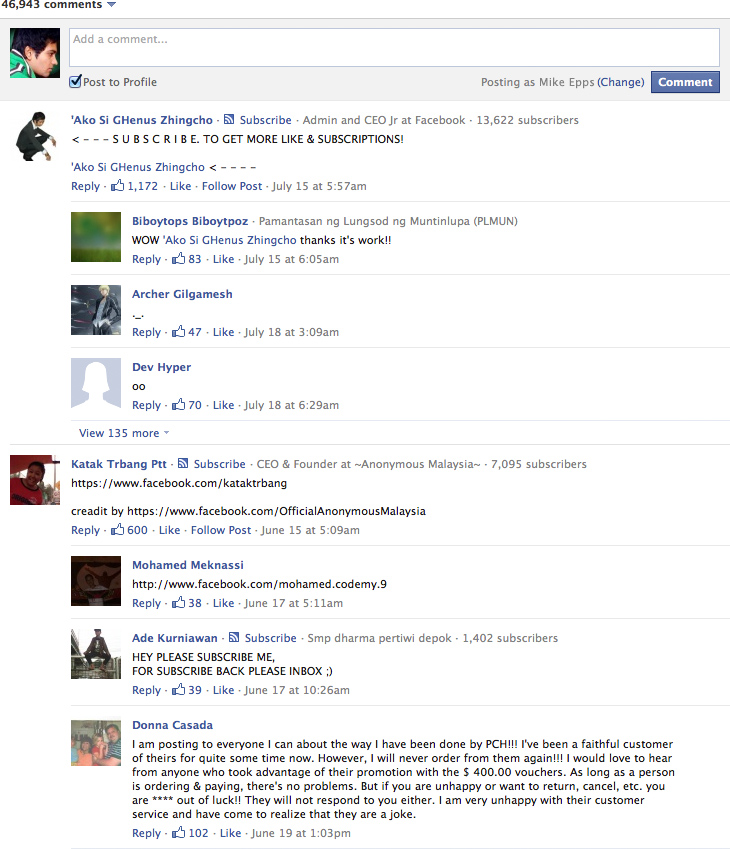 46,943 comments
Add a comment...
Post to Profile
Posting as Mike Epps (Change) Comment
'Ako Si GHenus Zhingcho · Subscribe · Admin and CEO Jr at Facebook · 13,622 subscribers
< - - - S U B S C R I B E. TO GET MORE LIKE & SUBSCRIPTIONS!
'Ako Si GHenus Zhingcho < - - - -
Reply · 1,172 · Like · Follow Post · July 15 at 5:57am
Biboytops Biboytpoz · Pamantasan ng Lungsod ng Muntinlupa (PLMUN)
WOW 'Ako Si GHenus Zhingcho thanks it's work!!
Reply · 83 · Like · July 15 at 6:05am
Archer Gilgamesh
._.
Reply · 47 · Like · July 18 at 3:09am
Dev Hyper
oo
Reply · 70 · Like · July 18 at 6:29am
View 135 more
Katak Trbang Ptt · Subscribe · CEO & Founder at ~Anonymous Malaysia~ · 7,095 subscribers
https://www.facebook.com/kataktrbang
creadit by https://www.facebook.com/OfficialAnonymousMalaysia
Reply · 600 · Like · Follow Post · June 15 at 5:09am
Mohamed Meknassi
http://www.facebook.com/mohamed.codemy.9
Reply · 38 · Like · June 17 at 5:11am
Ade Kurniawan · Subscribe · Smp dharma pertiwi depok · 1,402 subscribers
HEY PLEASE SUBSCRIBE ME,
FOR SUBSCRIBE BACK PLEASE INBOX ;)
Reply · 39 · Like · June 17 at 10:26am
Donna Casada
I am posting to everyone I can about the way I have been done by PCH!!! I've been a faithful customer
of theirs for quite some time now. However, I will never order from them again!!! I would love to hear
from anyone who took advantage of their promotion with the $ 400.00 vouchers. As long as a person
is ordering & paying, there's no problems. But if you are unhappy or want to return, cancel, etc. you
are **** out of luck!! They will not respond to you either. I am very unhappy with their customer
service and have come to realize that they are a joke.
Reply · 102 · Like · June 19 at 1:03pm